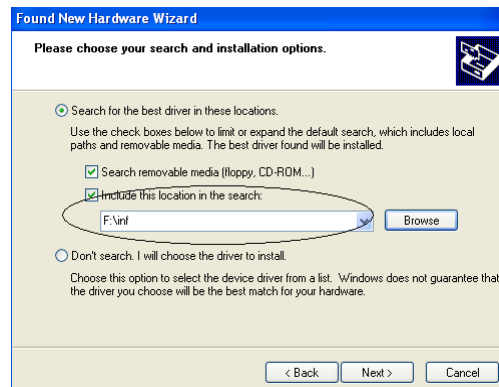 Found New Hardware Wizard
Please choose your search and installation options.
Search for the best driver in these locations.
Use the check boxes below to limit or expand the default search, which includes local
paths and removable media. The best driver found will be installed.
Search removable media (floppy, CD-ROM...)
Include this location in the search:
F:\inf
Browse
Don't search. I will choose the driver to install.
Choose this option to select the device driver from a list. Windows does not guarantee that
the driver you choose will be the best match for your hardware.
< Back
Next >
Cancel